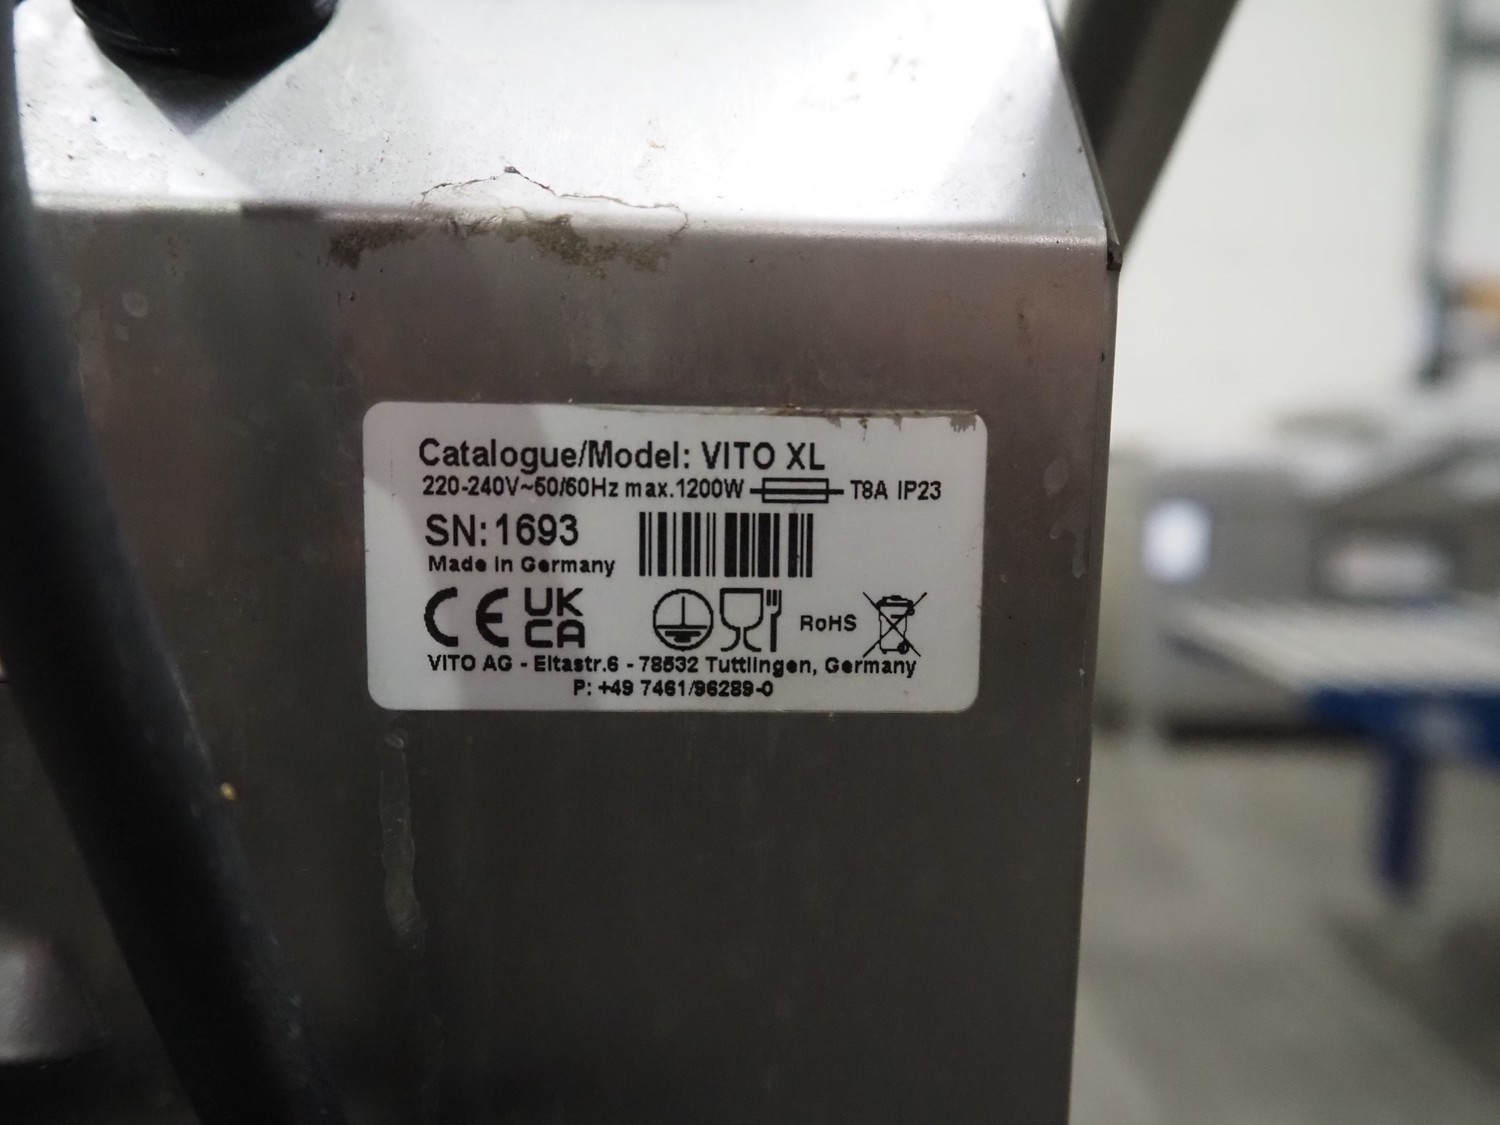 Catalogue/Model: VITO XL
220-240V~50/60Hz max.1200W T8A IP23
SN: 1693
Made in Germany
CE UK CA RoHS
VITO AG - Eltastr.6 - 78532 Tuttlingen, Germany
P: +49 7461/96289-0